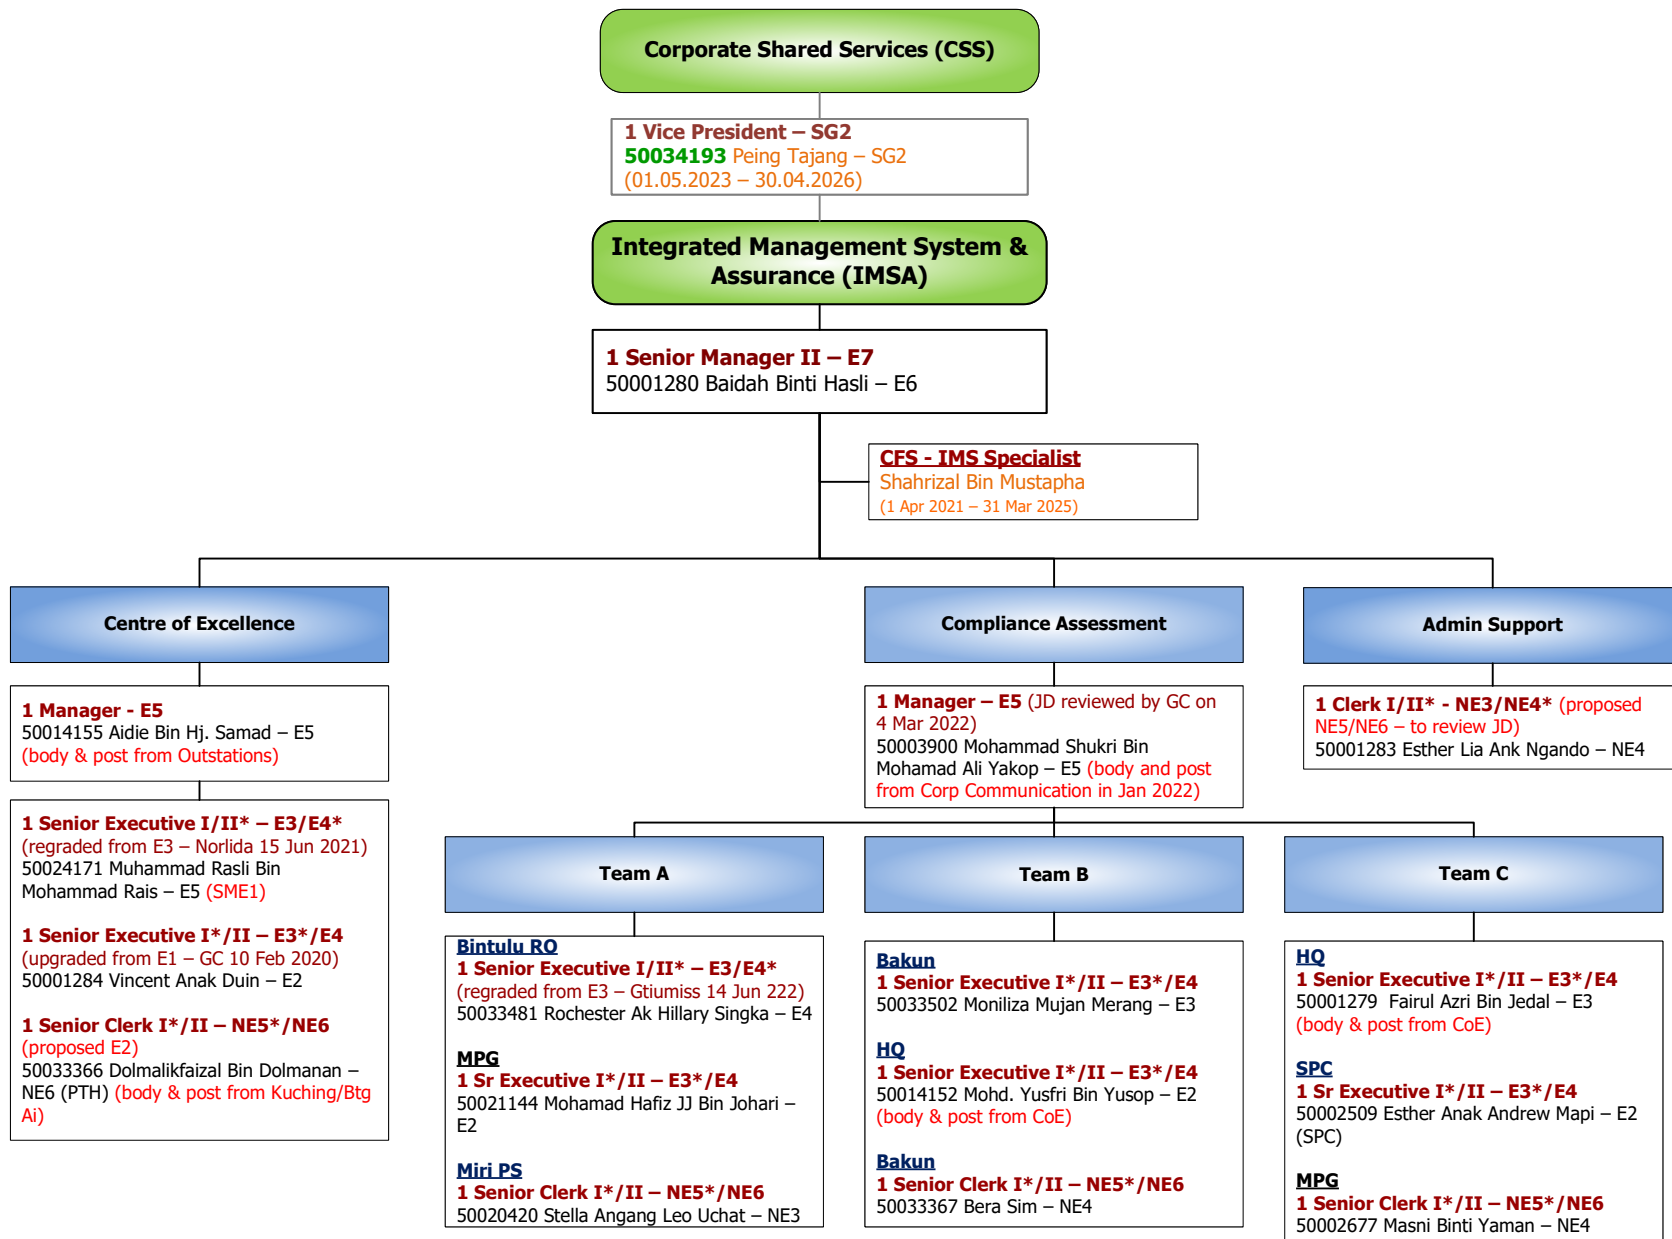 Corporate Shared Services (CSS)
1 Vice President – SG2
50034193 Peing Tajang – SG2
(01.05.2023 – 30.04.2026)
Integrated Management System &
Assurance (IMSA)
1 Senior Manager II – E7
50001280 Baidah Binti Hasli – E6
CFS - IMS Specialist
Shahrizal Bin Mustapha
(1 Apr 2021 – 31 Mar 2025)
Centre of Excellence
1 Manager - E5
50014155 Aidie Bin Hj. Samad – E5
(body & post from Outstations)
1 Senior Executive I/II* – E3/E4*
(regraded from E3 – Norlida 15 Jun 2021)
50024171 Muhammad Rasli Bin
Mohammad Rais – E5 (SME1)
1 Senior Executive I*/II – E3*/E4
(upgraded from E1 – GC 10 Feb 2020)
50001284 Vincent Anak Duin – E2
1 Senior Clerk I*/II – NE5*/NE6
(proposed E2)
50033366 Dolmalikfaizal Bin Dolmanan –
NE6 (PTH) (body & post from Kuching/Btg
Ai)
Compliance Assessment
1 Manager – E5 (JD reviewed by GC on
4 Mar 2022)
50003900 Mohammad Shukri Bin
Mohamad Ali Yakop – E5 (body and post
from Corp Communication in Jan 2022)
Admin Support
1 Clerk I/II* - NE3/NE4* (proposed
NE5/NE6 – to review JD)
50001283 Esther Lia Ank Ngando – NE4
Team A
Bintulu RO
1 Senior Executive I/II* – E3/E4*
(regraded from E3 – Gtiumiss 14 Jun 222)
50033481 Rochester Ak Hillary Singka – E4
MPG
1 Sr Executive I*/II – E3*/E4
50021144 Mohamad Hafiz JJ Bin Johari –
E2
Miri PS
1 Senior Clerk I*/II – NE5*/NE6
50020420 Stella Angang Leo Uchat – NE3
Team B
Bakun
1 Senior Executive I*/II – E3*/E4
50033502 Moniliza Mujan Merang – E3
HQ
1 Senior Executive I*/II – E3*/E4
50014152 Mohd. Yusfri Bin Yusop – E2
(body & post from CoE)
Bakun
1 Senior Clerk I*/II – NE5*/NE6
50033367 Bera Sim – NE4
Team C
HQ
1 Senior Executive I*/II – E3*/E4
50001279 Fairul Azri Bin Jedal – E3
(body & post from CoE)
SPC
1 Sr Executive I*/II – E3*/E4
50002509 Esther Anak Andrew Mapi – E2
(SPC)
MPG
1 Senior Clerk I*/II – NE5*/NE6
50002677 Masni Binti Yaman – NE4